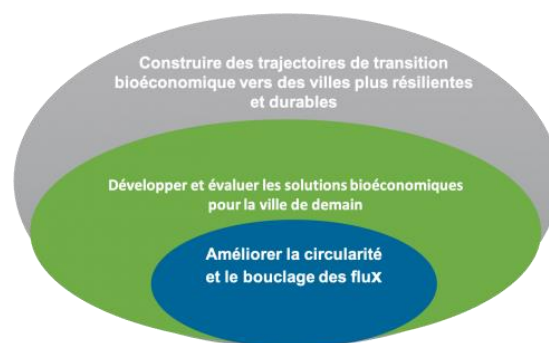 Construire des trajectoires de transition
bioéconomique vers des villes plus résilientes
et durables
Développer et évaluer les solutions bioéconomiques
pour la ville de demain
Améliorer la circularité
et le bouclage des flux